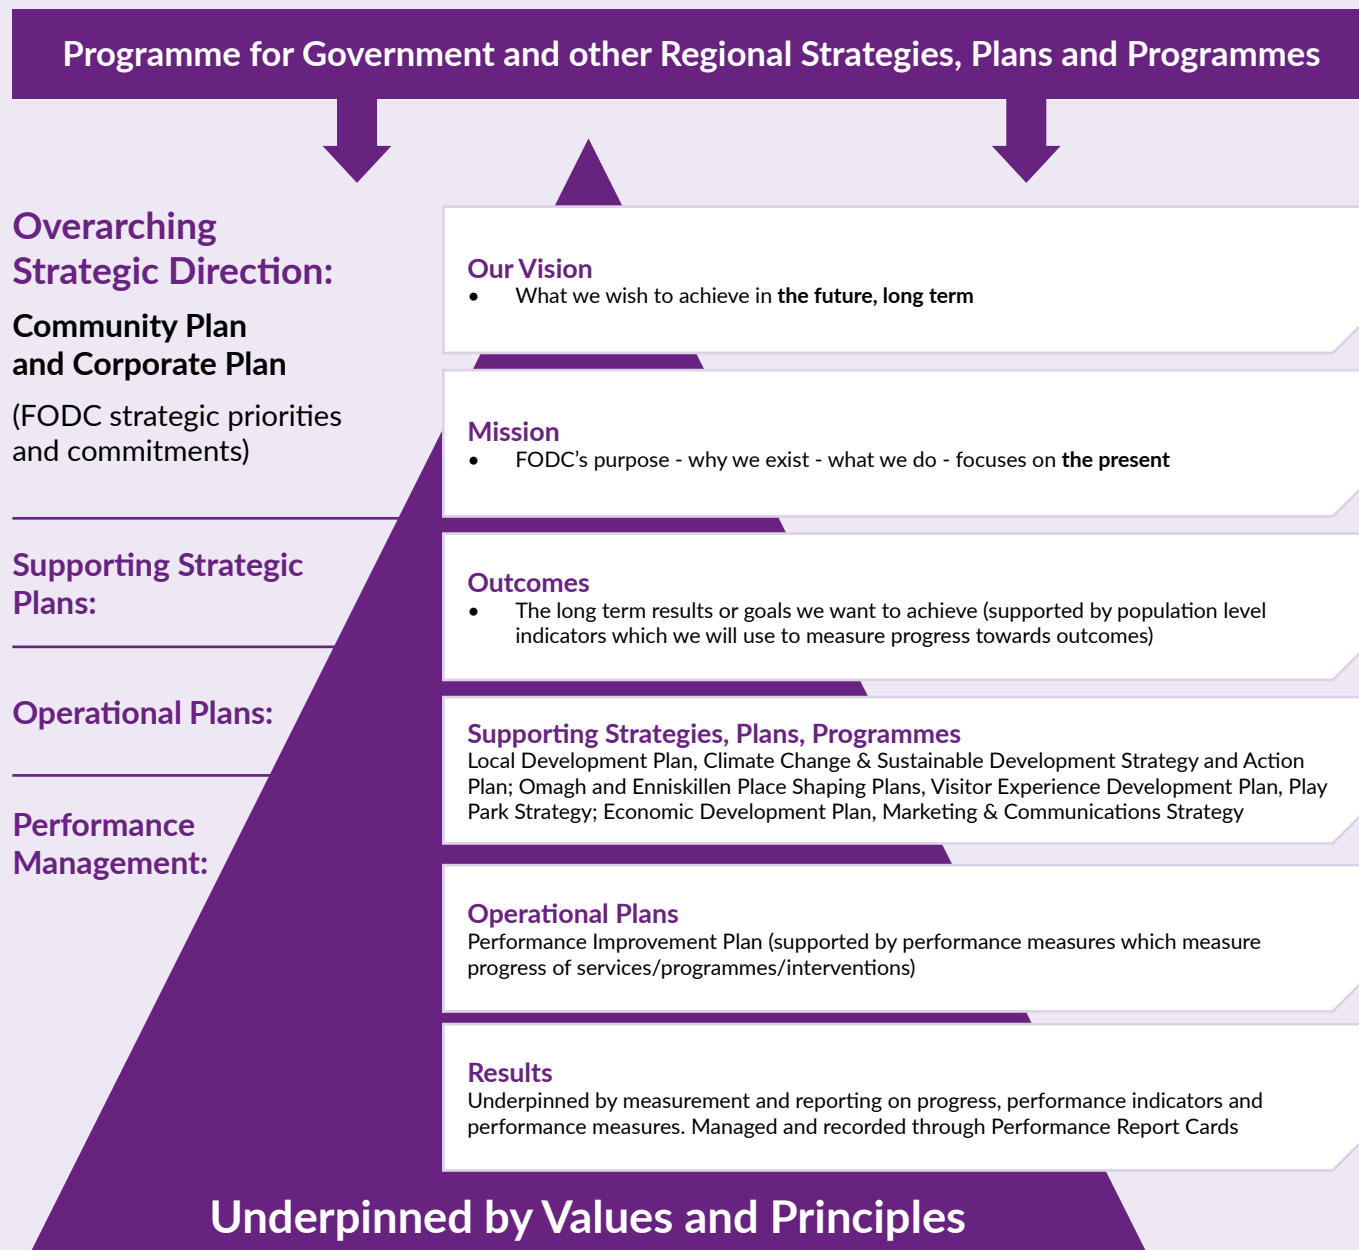 Programme for Government and other Regional Strategies, Plans and Programmes
Overarching
Strategic Direction:
Community Plan
and Corporate Plan
(FODC strategic priorities
and commitments)
Supporting Strategic
Plans:
Operational Plans:
Performance
Management:
Our Vision
• What we wish to achieve in the future, long term
Mission
• FODC’s purpose - why we exist - what we do - focuses on the present
Outcomes
• The long term results or goals we want to achieve (supported by population level
indicators which we will use to measure progress towards outcomes)
Supporting Strategies, Plans, Programmes
Local Development Plan, Climate Change & Sustainable Development Strategy and Action
Plan; Omagh and Enniskillen Place Shaping Plans, Visitor Experience Development Plan, Play
Park Strategy; Economic Development Plan, Marketing & Communications Strategy
Operational Plans
Performance Improvement Plan (supported by performance measures which measure
progress of services/programmes/interventions)
Results
Underpinned by measurement and reporting on progress, performance indicators and
performance measures. Managed and recorded through Performance Report Cards
Underpinned by Values and Principles